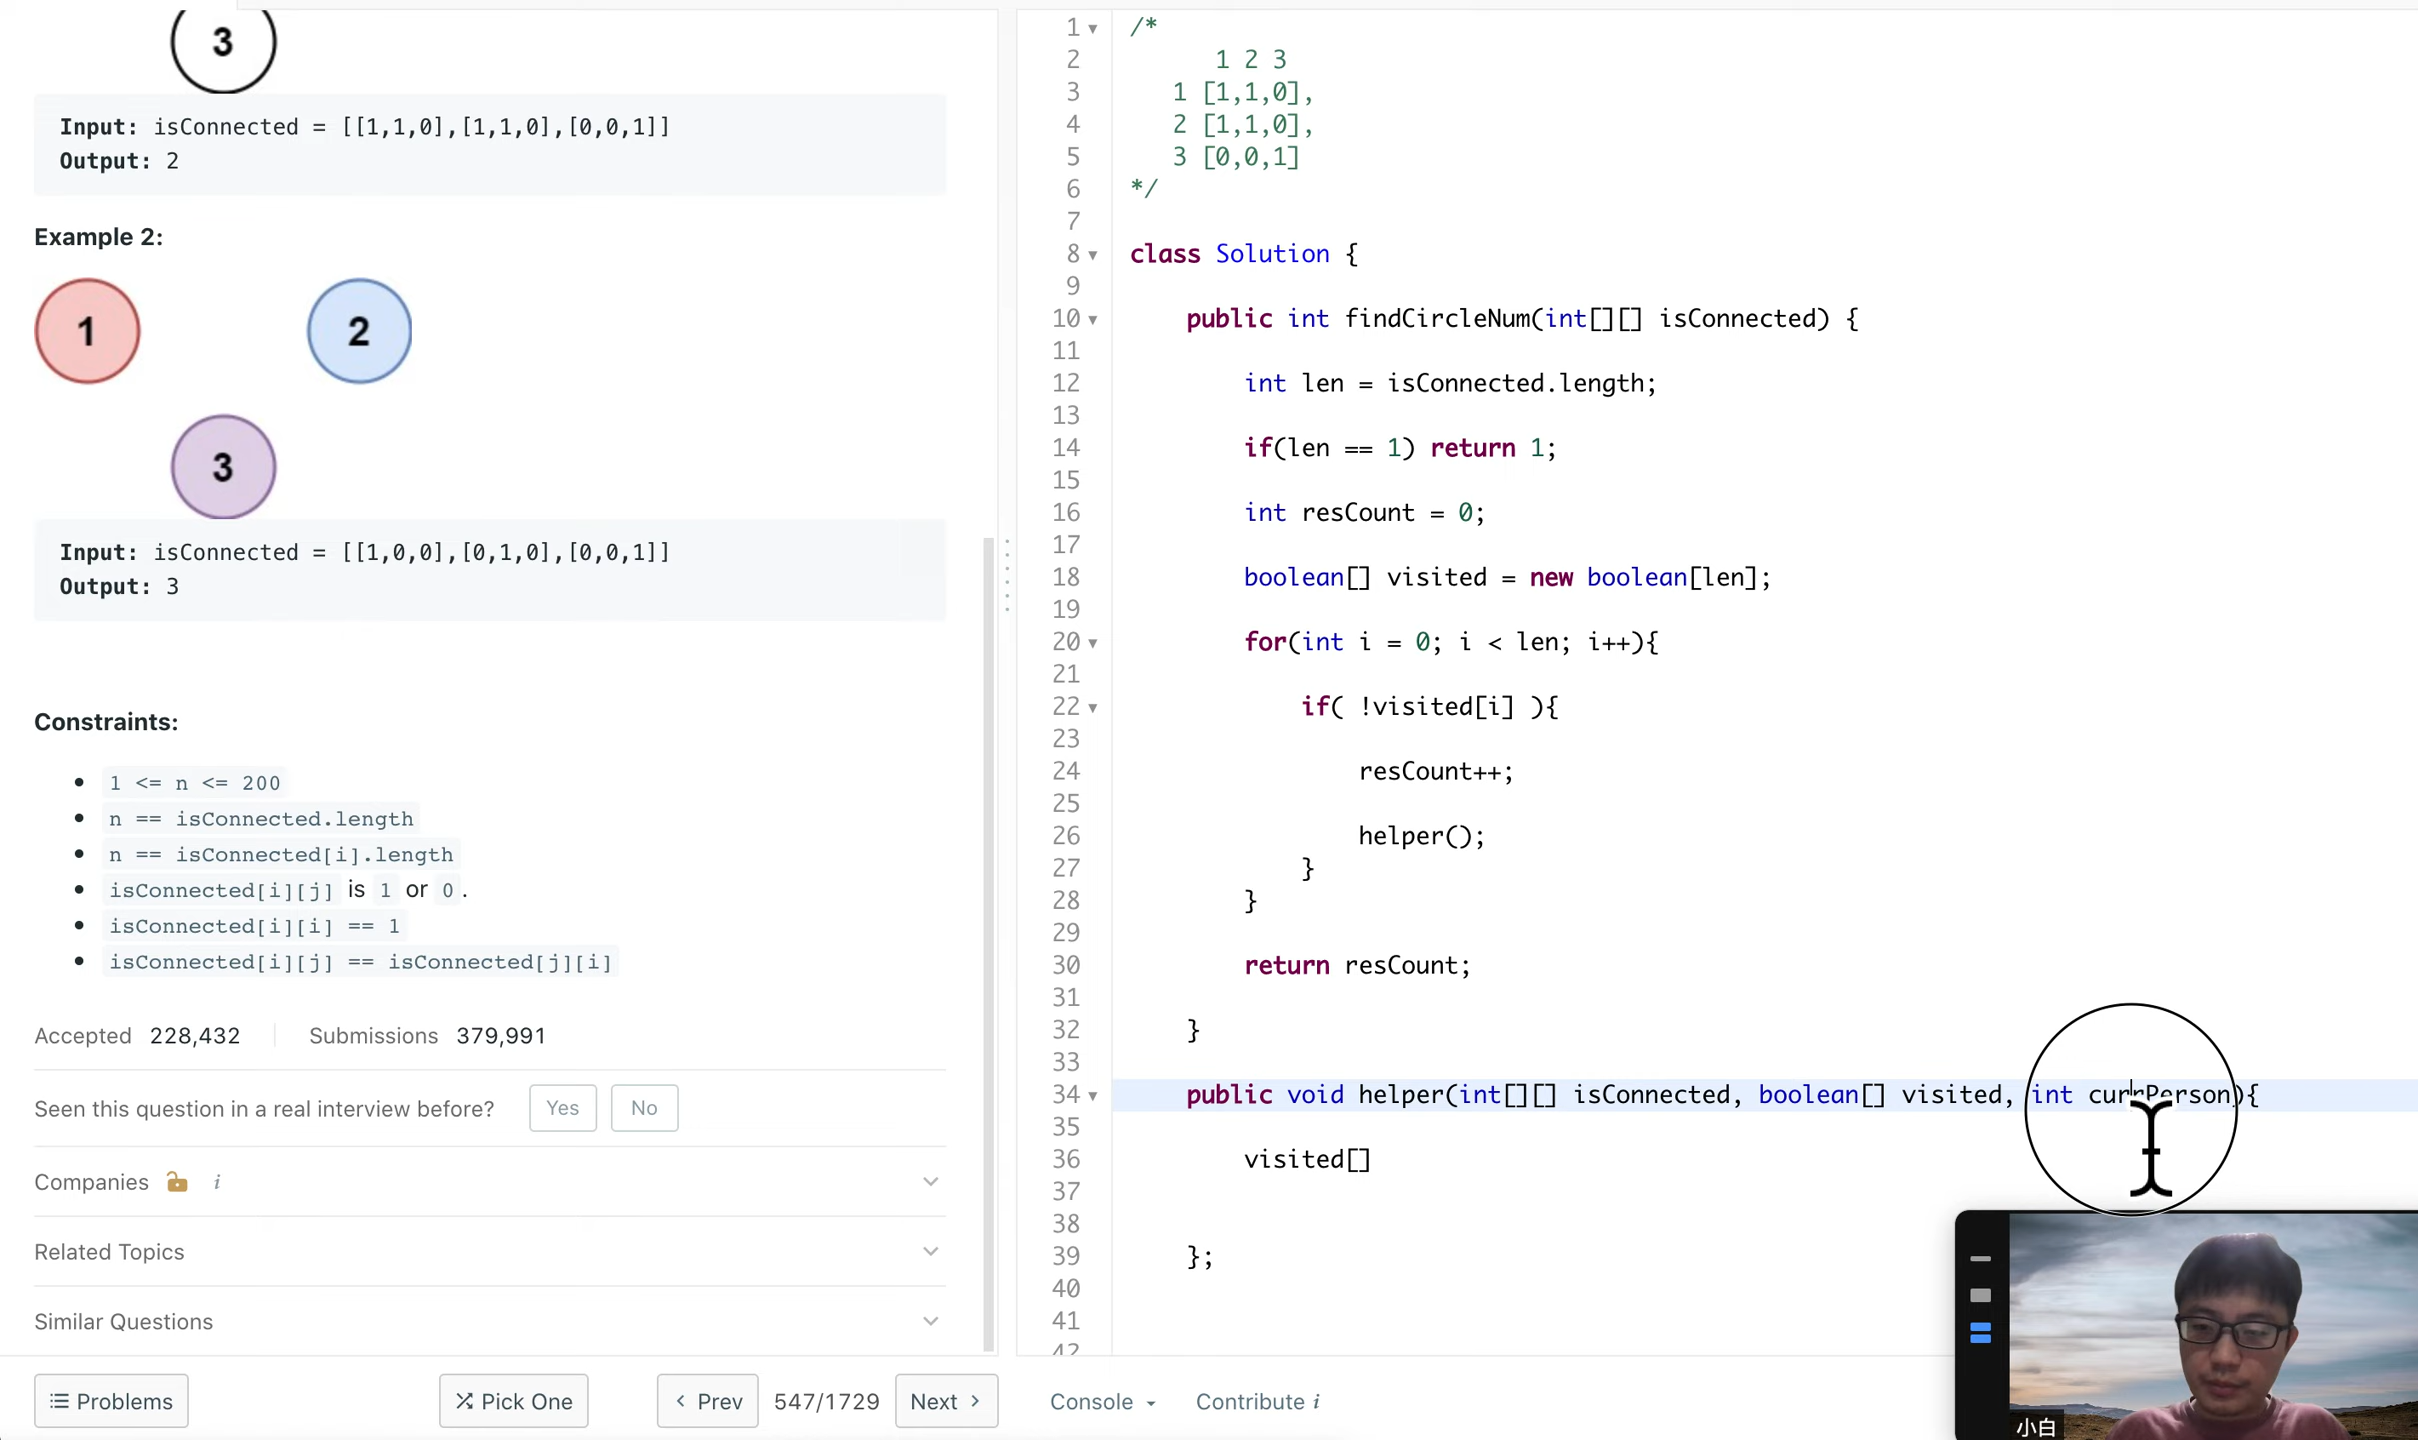 3
Input: isConnected = [[1,1,0],[1,1,0],[0,0,1]]
Output: 2
Example 2:
1
2
3
Input: isConnected = [[1,0,0],[0,1,0],[0,0,1]]
Output: 3
Constraints:
1 <= n <= 200
n == isConnected.length
n == isConnected[i].length
isConnected[i][j] is 1 or 0.
isConnected[i][i] == 1
isConnected[i][j] == isConnected[j][i]
Accepted 228,432 Submissions 379,991
Seen this question in a real interview before? Yes No
Companies i
Related Topics
Similar Questions
Problems Pick One Prev 547/1729 Next
1 /*
2 1 2 3
3 1 [1,1,0],
4 2 [1,1,0],
5 3 [0,0,1]
6 */
7
8 class Solution {
9
10 public int findCircleNum(int[][] isConnected) {
11
12 int len = isConnected.length;
13
14 if(len == 1) return 1;
15
16 int resCount = 0;
17
18 boolean[] visited = new boolean[len];
19
20 for(int i = 0; i < len; i++){
21
22 if( !visited[i] ){
23
24 resCount++;
25
26 helper();
27 }
28 }
29
30 return resCount;
31
32 }
33
34 public void helper(int[][] isConnected, boolean[] visited, int currPerson){
35
36 visited[]
37
38
39 };
40
41
42
Console Contribute i
小白